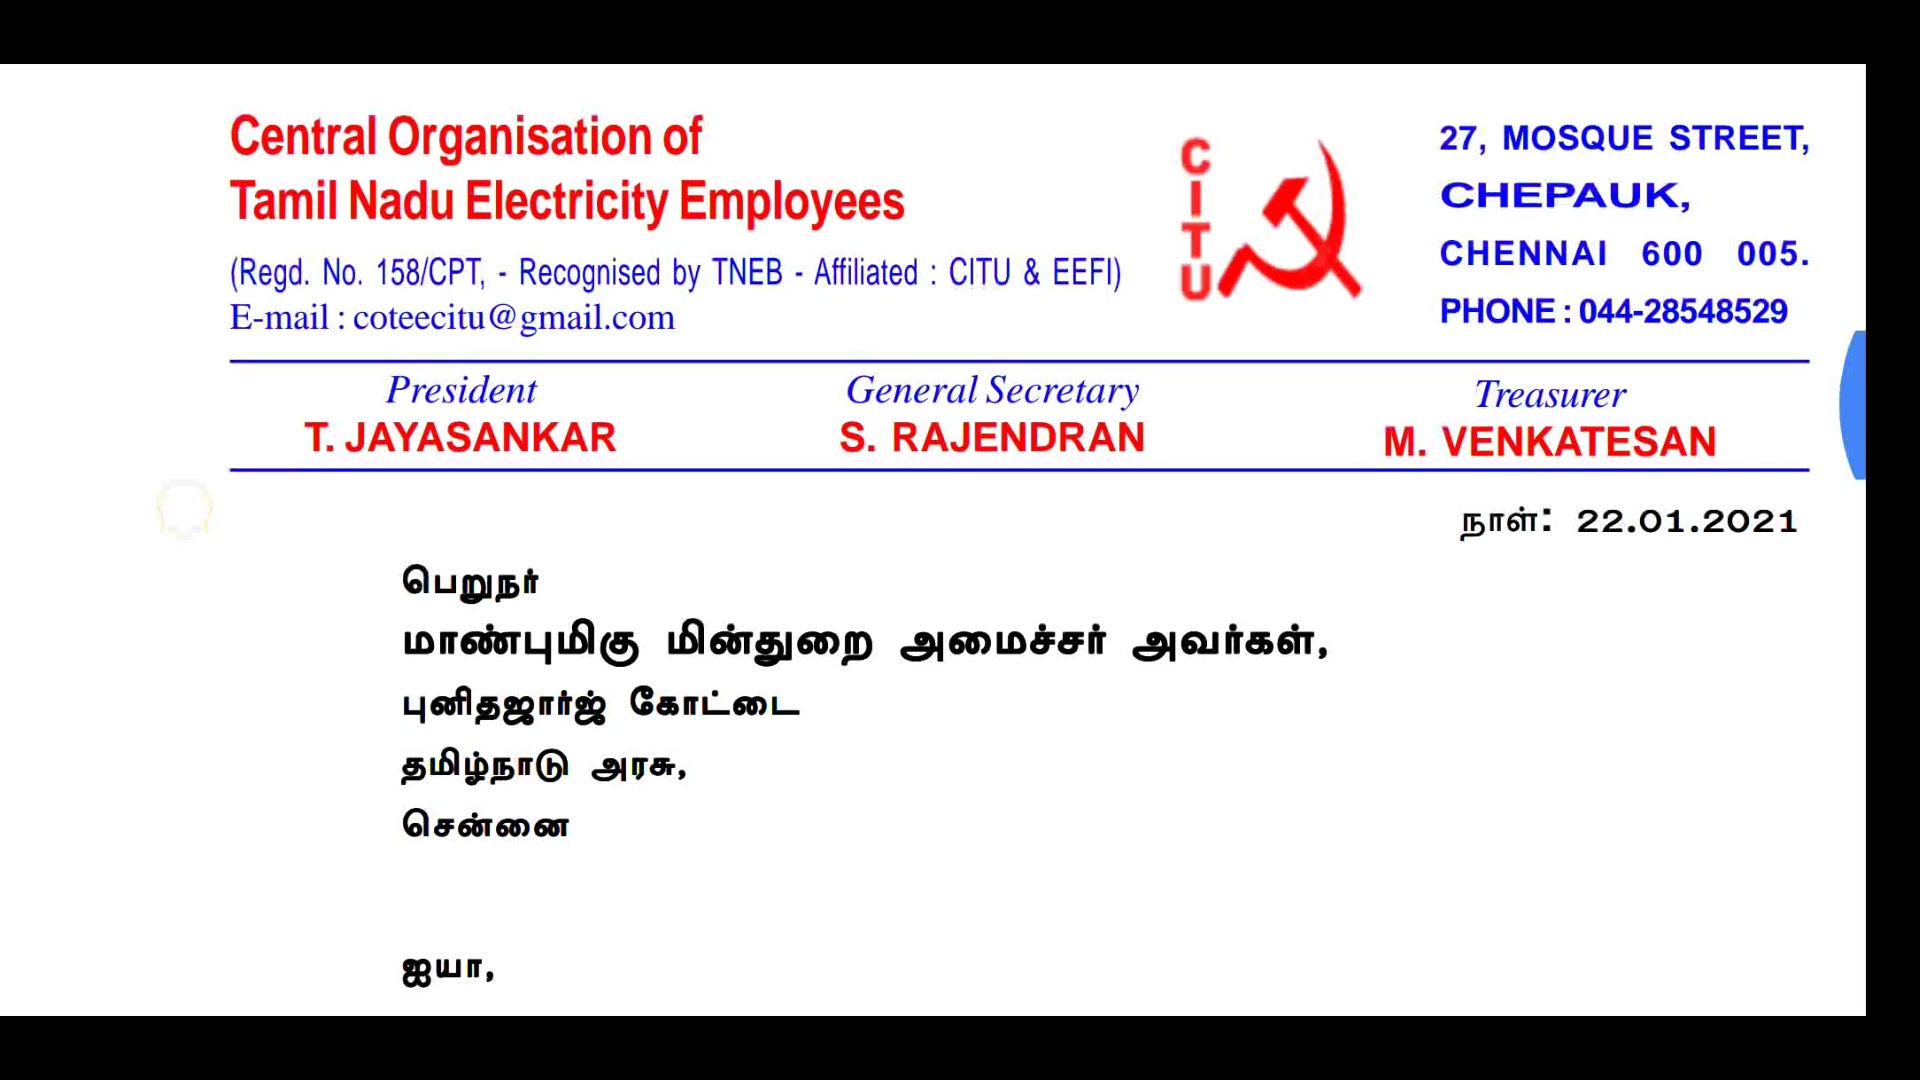 Central Organisation of
Tamil Nadu Electricity Employees
(Regd. No. 158/CPT, - Recognised by TNEB - Affiliated : CITU & EEFI)
E-mail : coteecitu@gmail.com
CITU
27, MOSQUE STREET,
CHEPAUK,
CHENNAI 600 005.
PHONE : 044-28548529
President
T. JAYASANKAR
General Secretary
S. RAJENDRAN
Treasurer
M. VENKATESAN
நாள்: 22.01.2021
பெறுநர்
மாண்புமிகு மின்துறை அமைச்சர் அவர்கள்,
புனிதஜார்ஜ் கோட்டை
தமிழ்நாடு அரசு,
சென்னை
ஐயா,